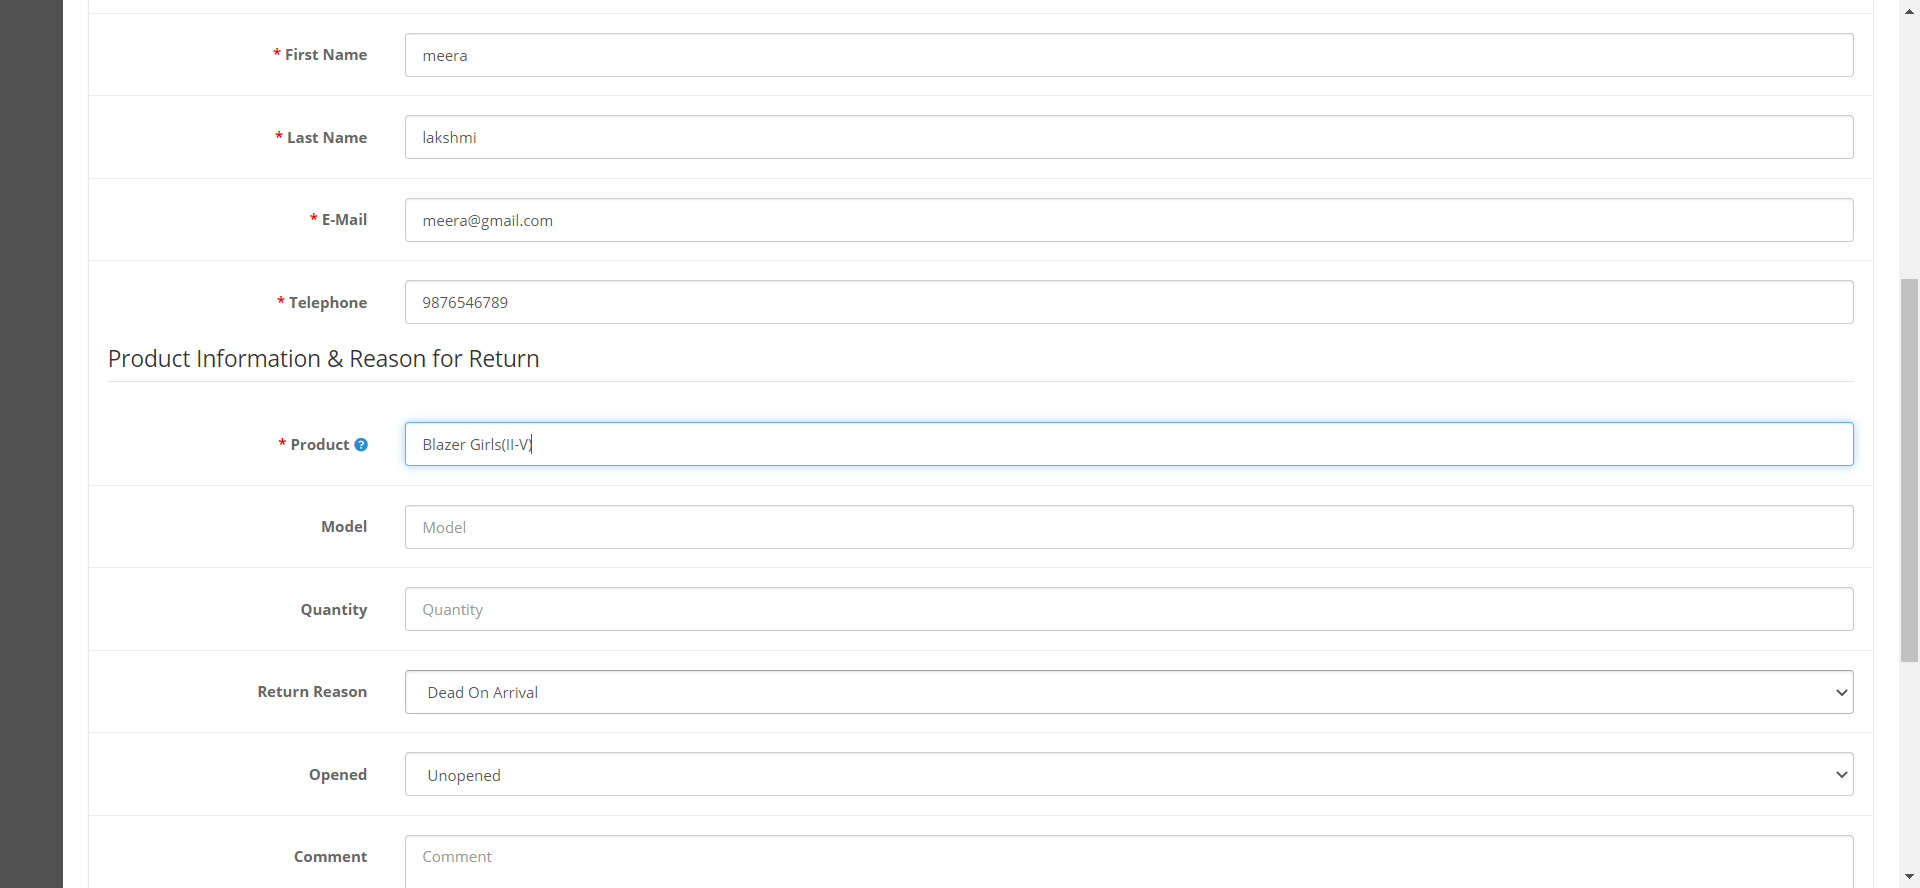 * First Name meera
* Last Name lakshmi
* E-Mail meera@gmail.com
* Telephone 9876546789
Product Information & Reason for Return
* Product ? Blazer Girls(II-V)
Model Model
Quantity Quantity
Return Reason Dead On Arrival
Opened Unopened
Comment Comment